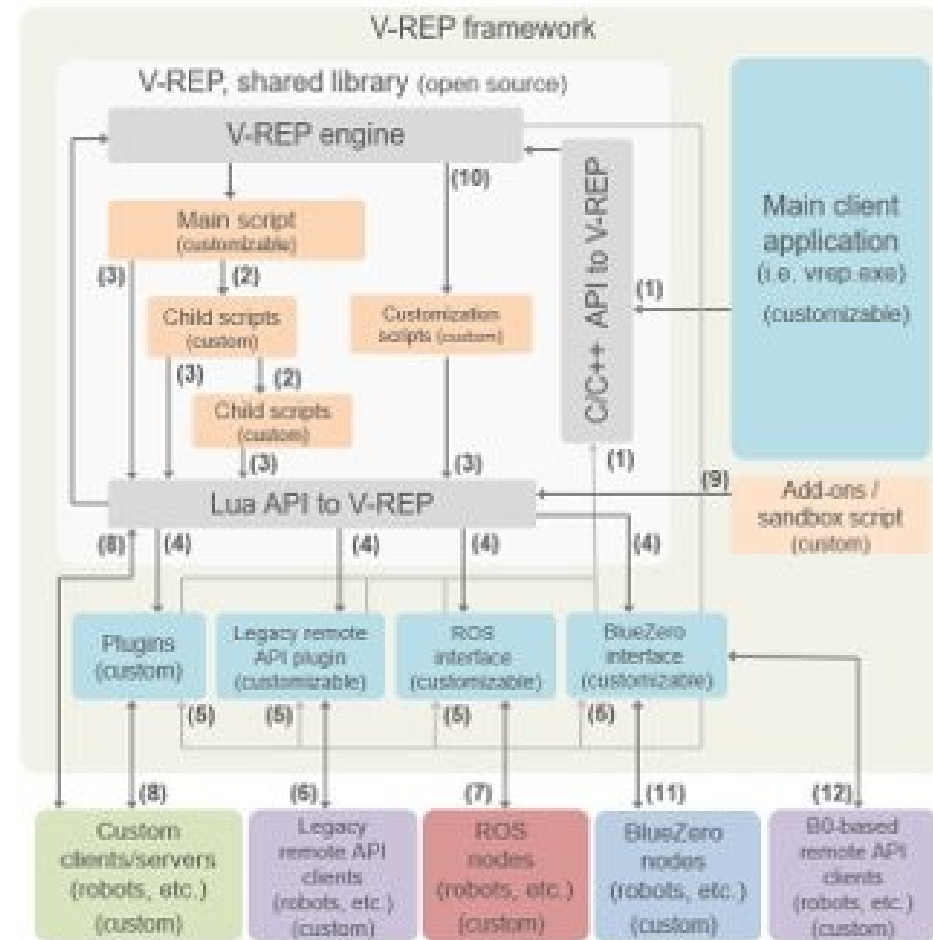 V-REP framework
V-REP, shared library (open source)
V-REP engine
(10)
Main script
(customizable)
(3)
(2)
Child scripts
(custom)
Customization
scripts (custom)
(3)
(2)
Child scripts
(custom)
(3)
(3)
C/C++ API to V-REP
(1)
(1)
Main client
application
(i.e. vrep.exe)
(customizable)
Lua API to V-REP
(9)
Add-ons /
sandbox script
(custom)
(8)
(4)
(4)
(4)
(4)
Plugins
(custom)
Legacy remote
API plugin
(customizable)
ROS
interface
(customizable)
BlueZero
interface
(customizable)
(5)
(5)
(5)
(5)
(8)
(6)
(7)
(11)
(12)
Custom
clients/servers
(robots, etc.)
(custom)
Legacy
remote API
clients
(robots, etc.)
(custom)
ROS
nodes
(robots, etc.)
(custom)
BlueZero
nodes
(robots, etc.)
(custom)
B0-based
remote API
clients
(robots, etc.)
(custom)